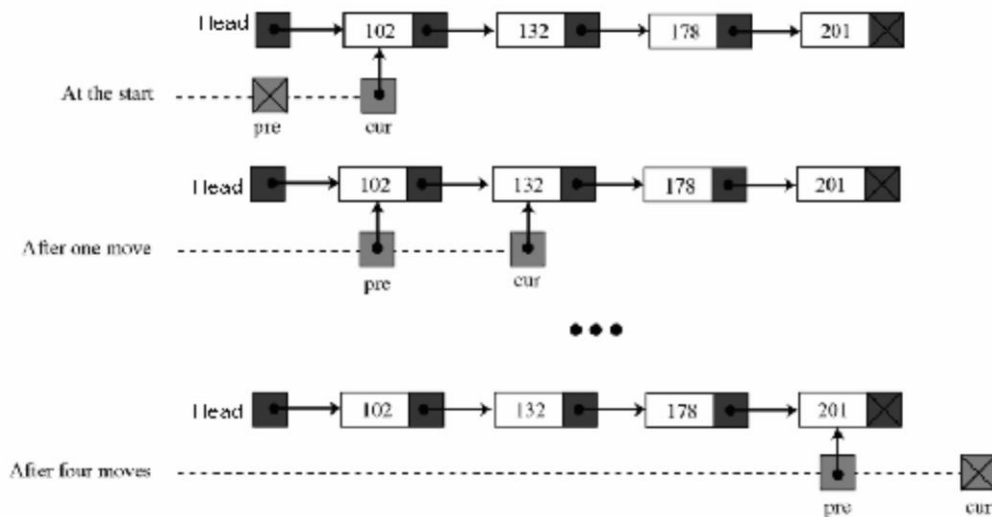 Head 102 132 178 201
At the start
pre cur
Head 102 132 178 201
After one move
pre cur
Head 102 132 178 201
After four moves
pre cur